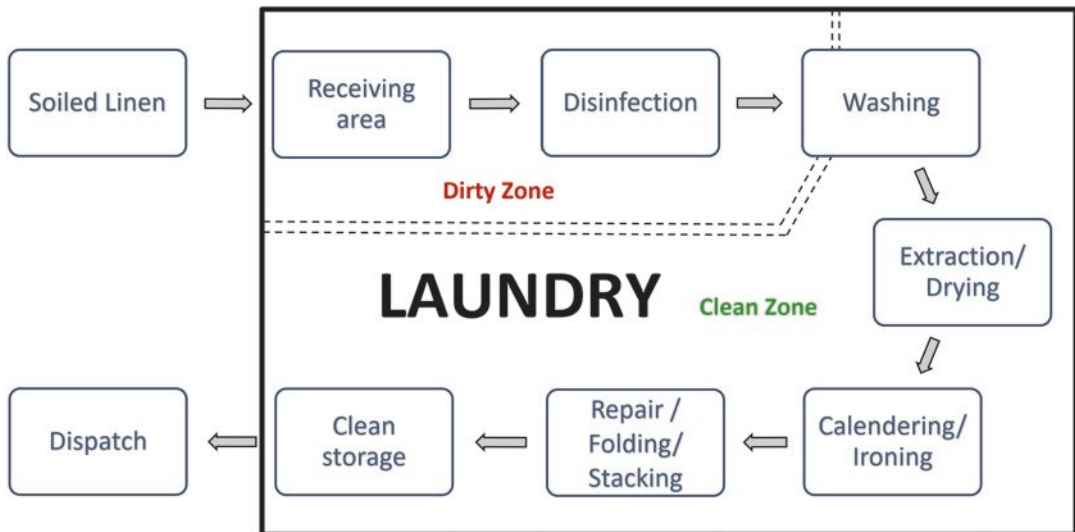 Soiled Linen
Receiving
area
Disinfection
Washing
Dirty Zone
Extraction/
Drying
LAUNDRY
Clean Zone
Calendering/
Ironing
Repair /
Folding/
Stacking
Clean
storage
Dispatch